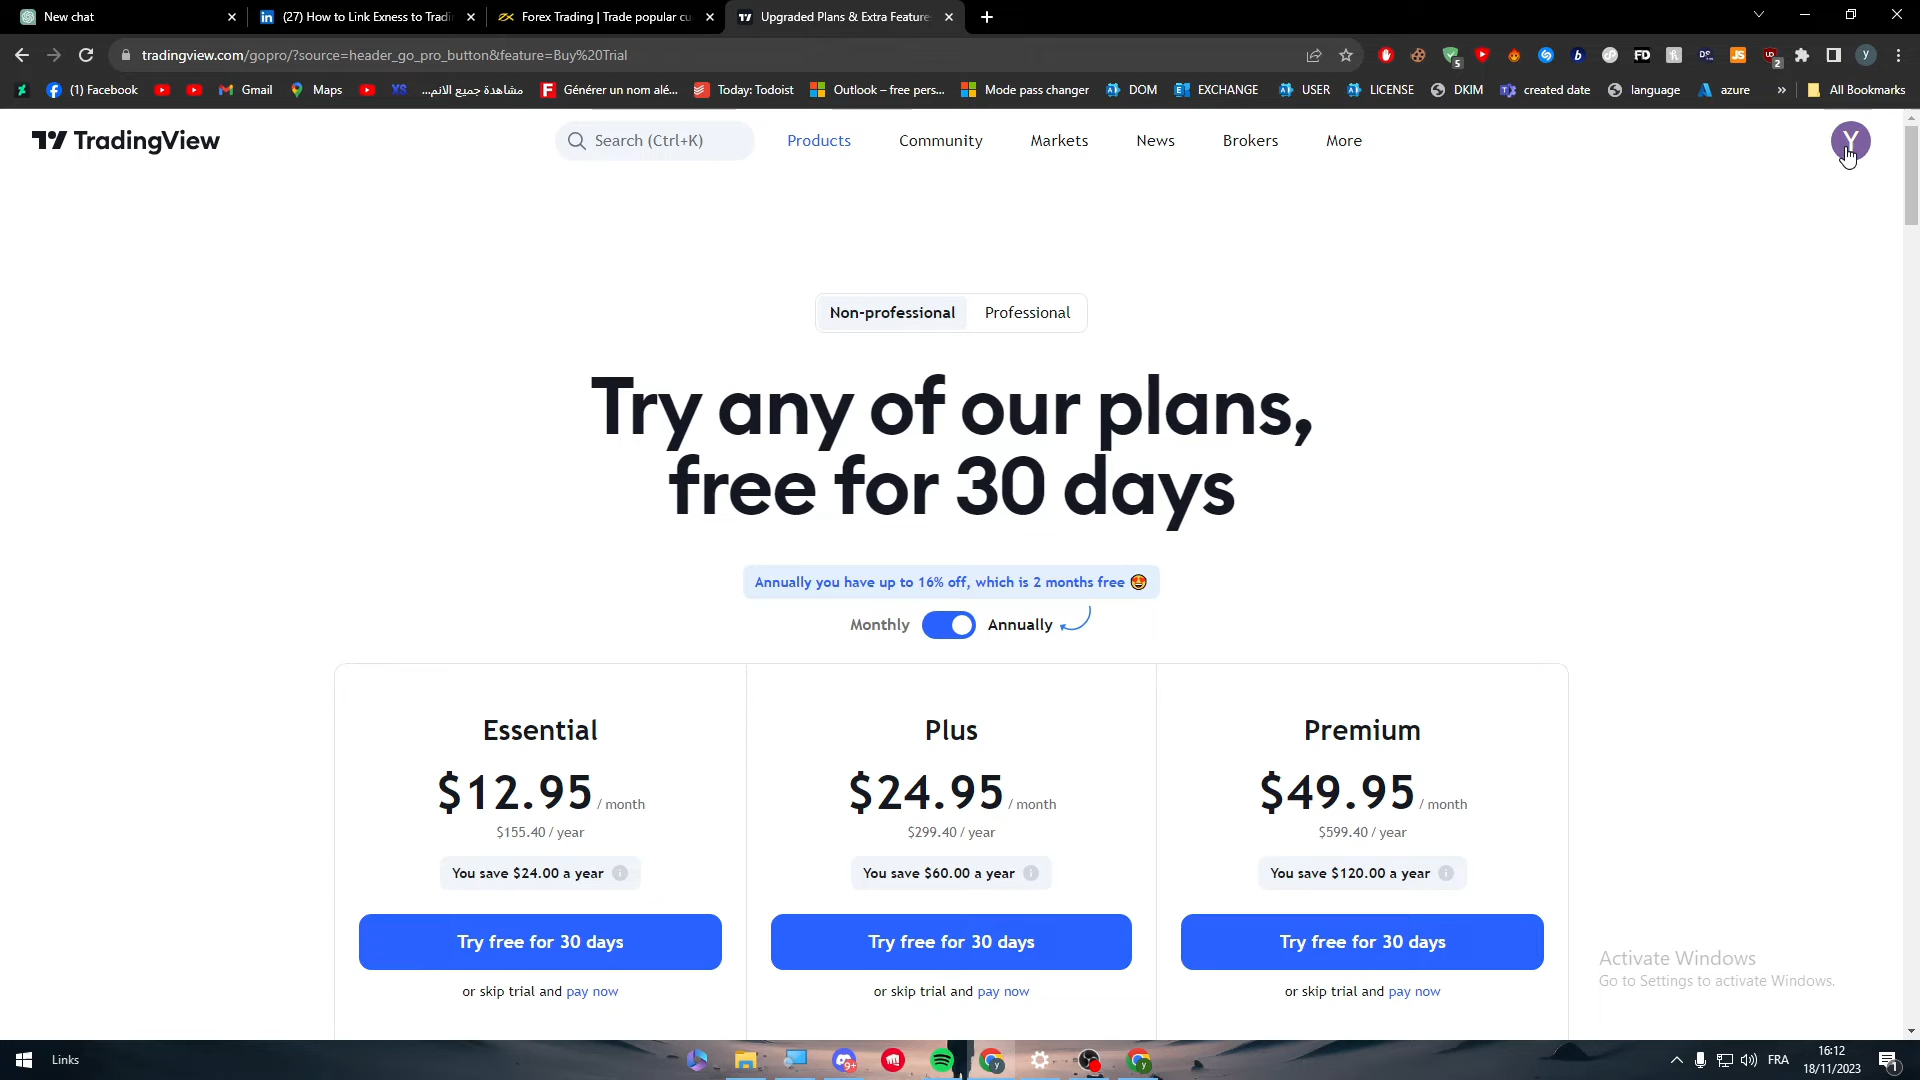 New chat
(27) How to Link Exness to Tradi
Forex Trading | Trade popular cu
Upgraded Plans & Extra Feature
tradingview.com/gopro/?source=header_go_pro_button&feature=Buy%20Trial
(1) Facebook
Gmail
Maps
XS
مشاهدة جميع الانم...
Générer un nom alé...
Today: Todoist
Outlook – free pers...
Mode pass changer
DOM
EXCHANGE
USER
LICENSE
DKIM
created date
language
azure
»
All Bookmarks
TradingView
Search (Ctrl+K)
Products
Community
Markets
News
Brokers
More
Y
Non-professional
Professional
Try any of our plans,
free for 30 days
Annually you have up to 16% off, which is 2 months free 🤩
Monthly
Annually
Essential
$12.95 / month
$155.40 / year
You save $24.00 a year
Try free for 30 days
or skip trial and pay now
Plus
$24.95 / month
$299.40 / year
You save $60.00 a year
Try free for 30 days
or skip trial and pay now
Premium
$49.95 / month
$599.40 / year
You save $120.00 a year
Try free for 30 days
or skip trial and pay now
Activate Windows
Go to Settings to activate Windows.
Links
FRA
16:12
18/11/2023